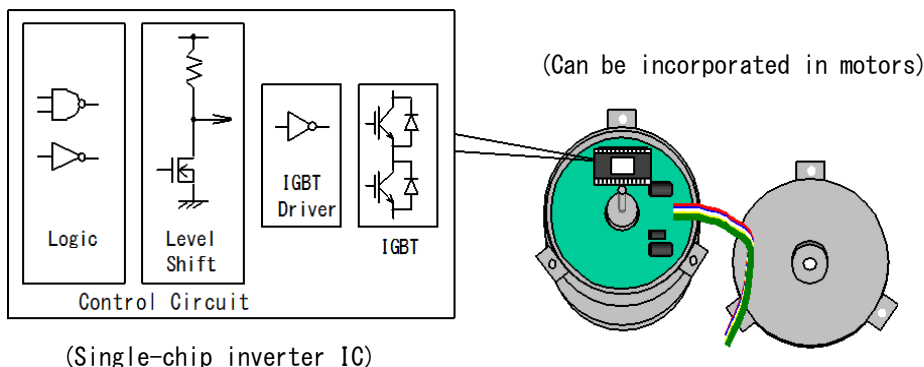 (Can be incorporated in motors)
IGBT
Driver
Logic
Level
Shift
IGBT
Control Circuit
(Single-chip inverter IC)